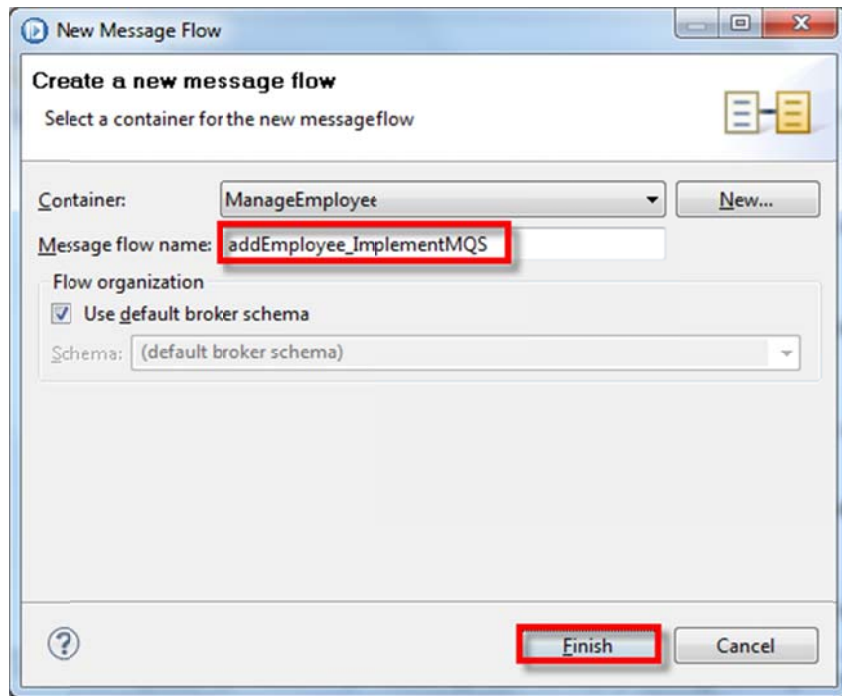 New Message Flow
Create a new message flow
Select a container for the new messageflow
Container: ManageEmployee New...
Message flow name: addEmployee_ImplementMQS
Flow organization
Use default broker schema
Schema: (default broker schema)
? Finish Cancel